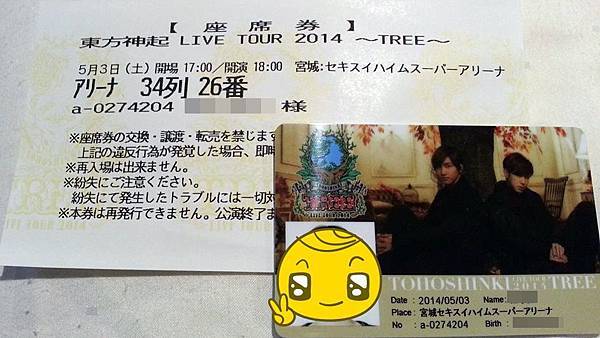 【 座 席 券 】
東方神起 LIVE TOUR 2014 ～TREE～
5月3日(土)開場 17:00／開演 18:00 宮城:セキスイハイムスーパーアリーナ
ｱﾘｰﾅ 34列 26番
a-0274204 様
※座席券の交換・譲渡・転売を禁じます
上記の違反行為が発覚した場合、即時
※再入場は出来ません。
※紛失にご注意ください。
紛失にて発生したトラブルには一切対
※本券は再発行できません。公演終了ま
LIVE TOUR 2014
TOHOSHINKI LIVE TOUR 2014 TREE
Date : 2014/05/03 Name:
Place : 宮城セキスイハイムスーパーアリーナ
No : a-0274204 Birth :